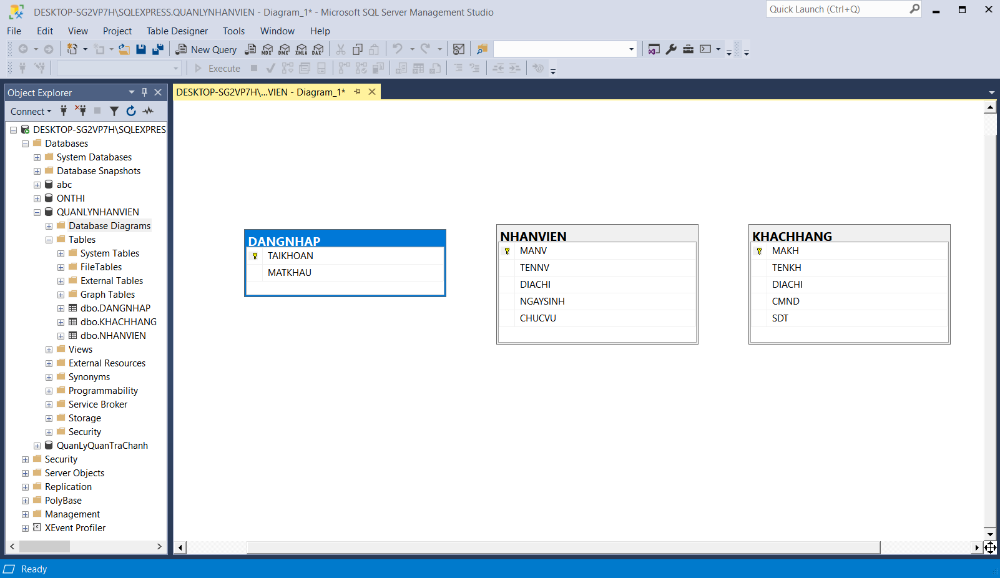 DESKTOP-SG2VP7H\SQLEXPRESS.QUANLYNHANVIEN - Diagram_1* - Microsoft SQL Server Management Studio
Quick Launch (Ctrl+Q)
File Edit View Project Table Designer Tools Window Help
New Query MDX DMX XMLA DAX
Execute
Object Explorer
DESKTOP-SG2VP7H\...VIEN - Diagram_1*
Connect
DESKTOP-SG2VP7H\SQLEXPRES
Databases
System Databases
Database Snapshots
abc
ONTHI
QUANLYNHANVIEN
Database Diagrams
Tables
System Tables
FileTables
External Tables
Graph Tables
dbo.DANGNHAP
dbo.KHACHHANG
dbo.NHANVIEN
Views
External Resources
Synonyms
Programmability
Service Broker
Storage
Security
QuanLyQuanTraChanh
Security
Server Objects
Replication
PolyBase
Management
XEvent Profiler
DANGNHAP
TAIKHOAN
MATKHAU
NHANVIEN
MANV
TENNV
DIACHI
NGAYSINH
CHUCVU
KHACHHANG
MAKH
TENKH
DIACHI
CMND
SDT
Ready